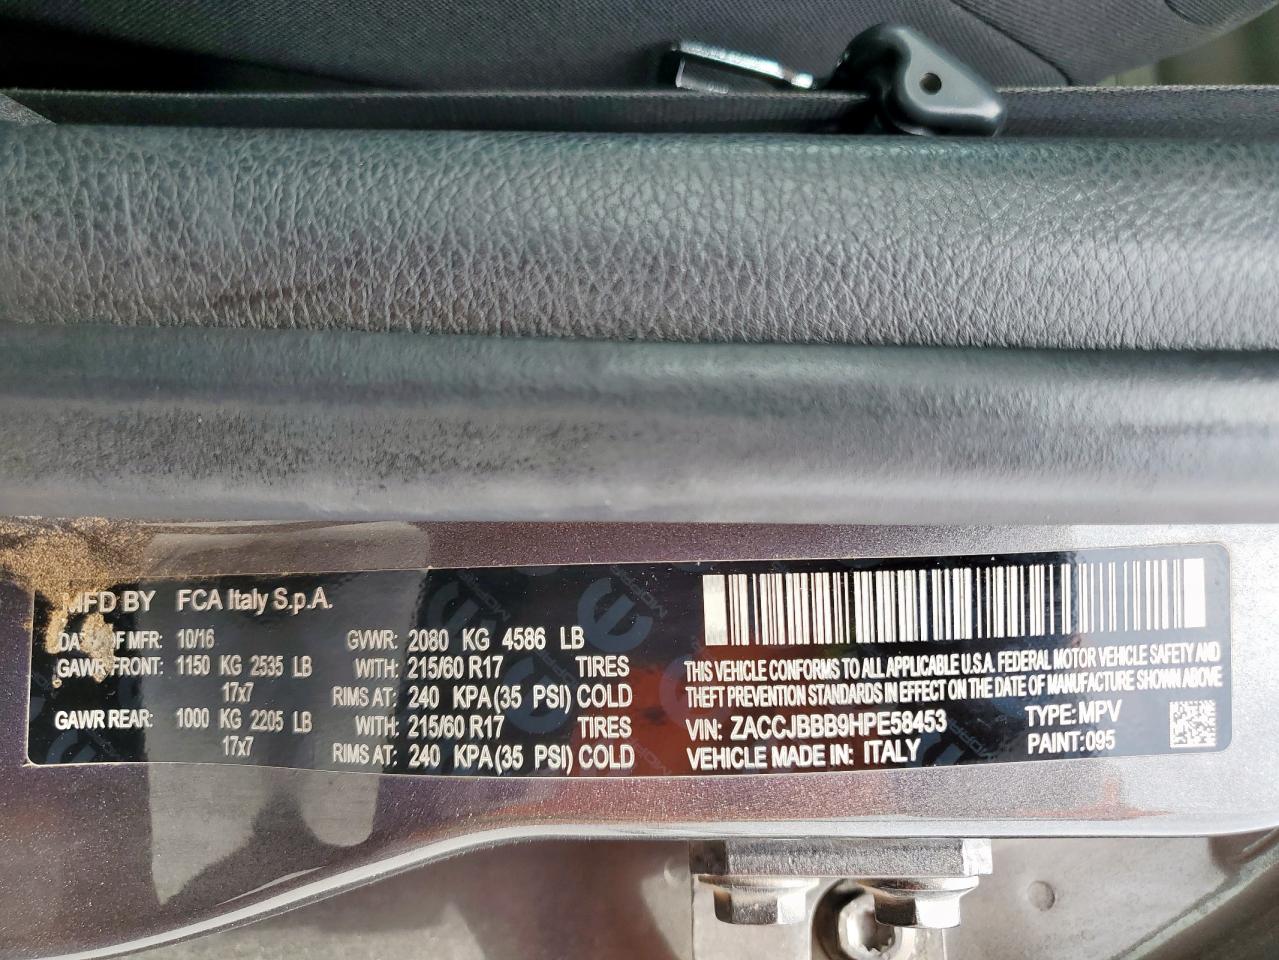 MFD BY FCA Italy S.p.A.
DATE OF MFR: 10/16 GVWR: 2080 KG 4586 LB
GAWR FRONT: 1150 KG 2535 LB WITH: 215/60 R17 TIRES
17x7 RIMS AT: 240 KPA(35 PSI) COLD
GAWR REAR: 1000 KG 2205 LB WITH: 215/60 R17 TIRES
17x7 RIMS AT: 240 KPA(35 PSI) COLD
THIS VEHICLE CONFORMS TO ALL APPLICABLE U.S.A. FEDERAL MOTOR VEHICLE SAFETY AND
THEFT PREVENTION STANDARDS IN EFFECT ON THE DATE OF MANUFACTURE SHOWN ABOVE
VIN: ZACCJBBB9HPE58453 TYPE: MPV
VEHICLE MADE IN: ITALY PAINT: 095